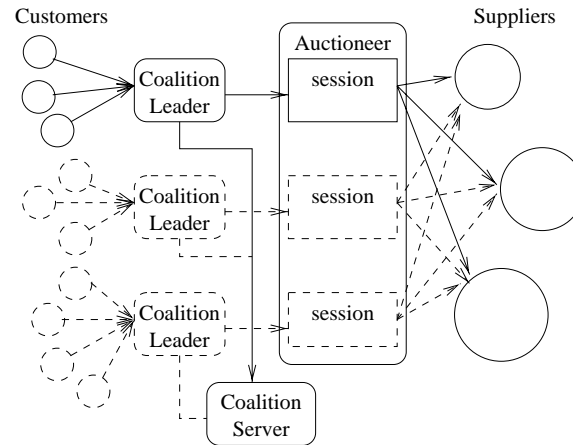 Customers
Suppliers
Auctioneer
Coalition
Leader
session
Coalition
Leader
session
Coalition
Leader
session
Coalition
Server